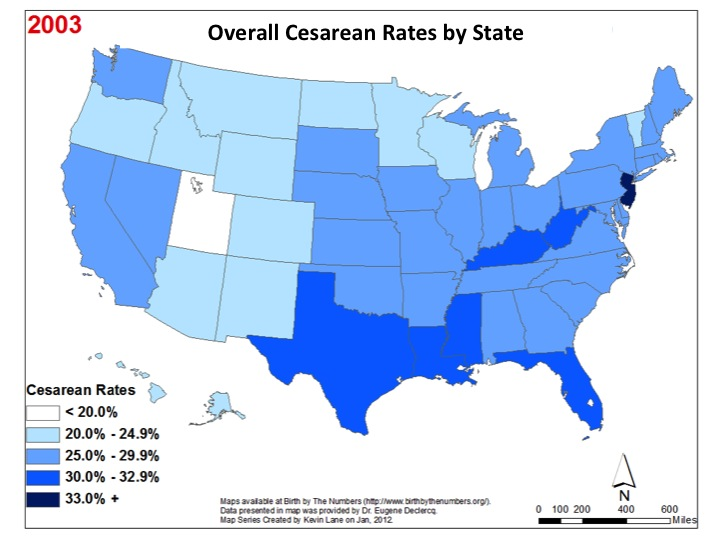 2003
Overall Cesarean Rates by State
Cesarean Rates
< 20.0%
20.0% - 24.9%
25.0% - 29.9%
30.0% - 32.9%
33.0% +
Maps available at Birth by The Numbers (http://www.birthbythenumbers.org/).
Data presented in map was provided by Dr. Eugene Declercq.
Map Series Created by Kevin Lane on Jan, 2012.
N
0 100 200 400 600
Miles